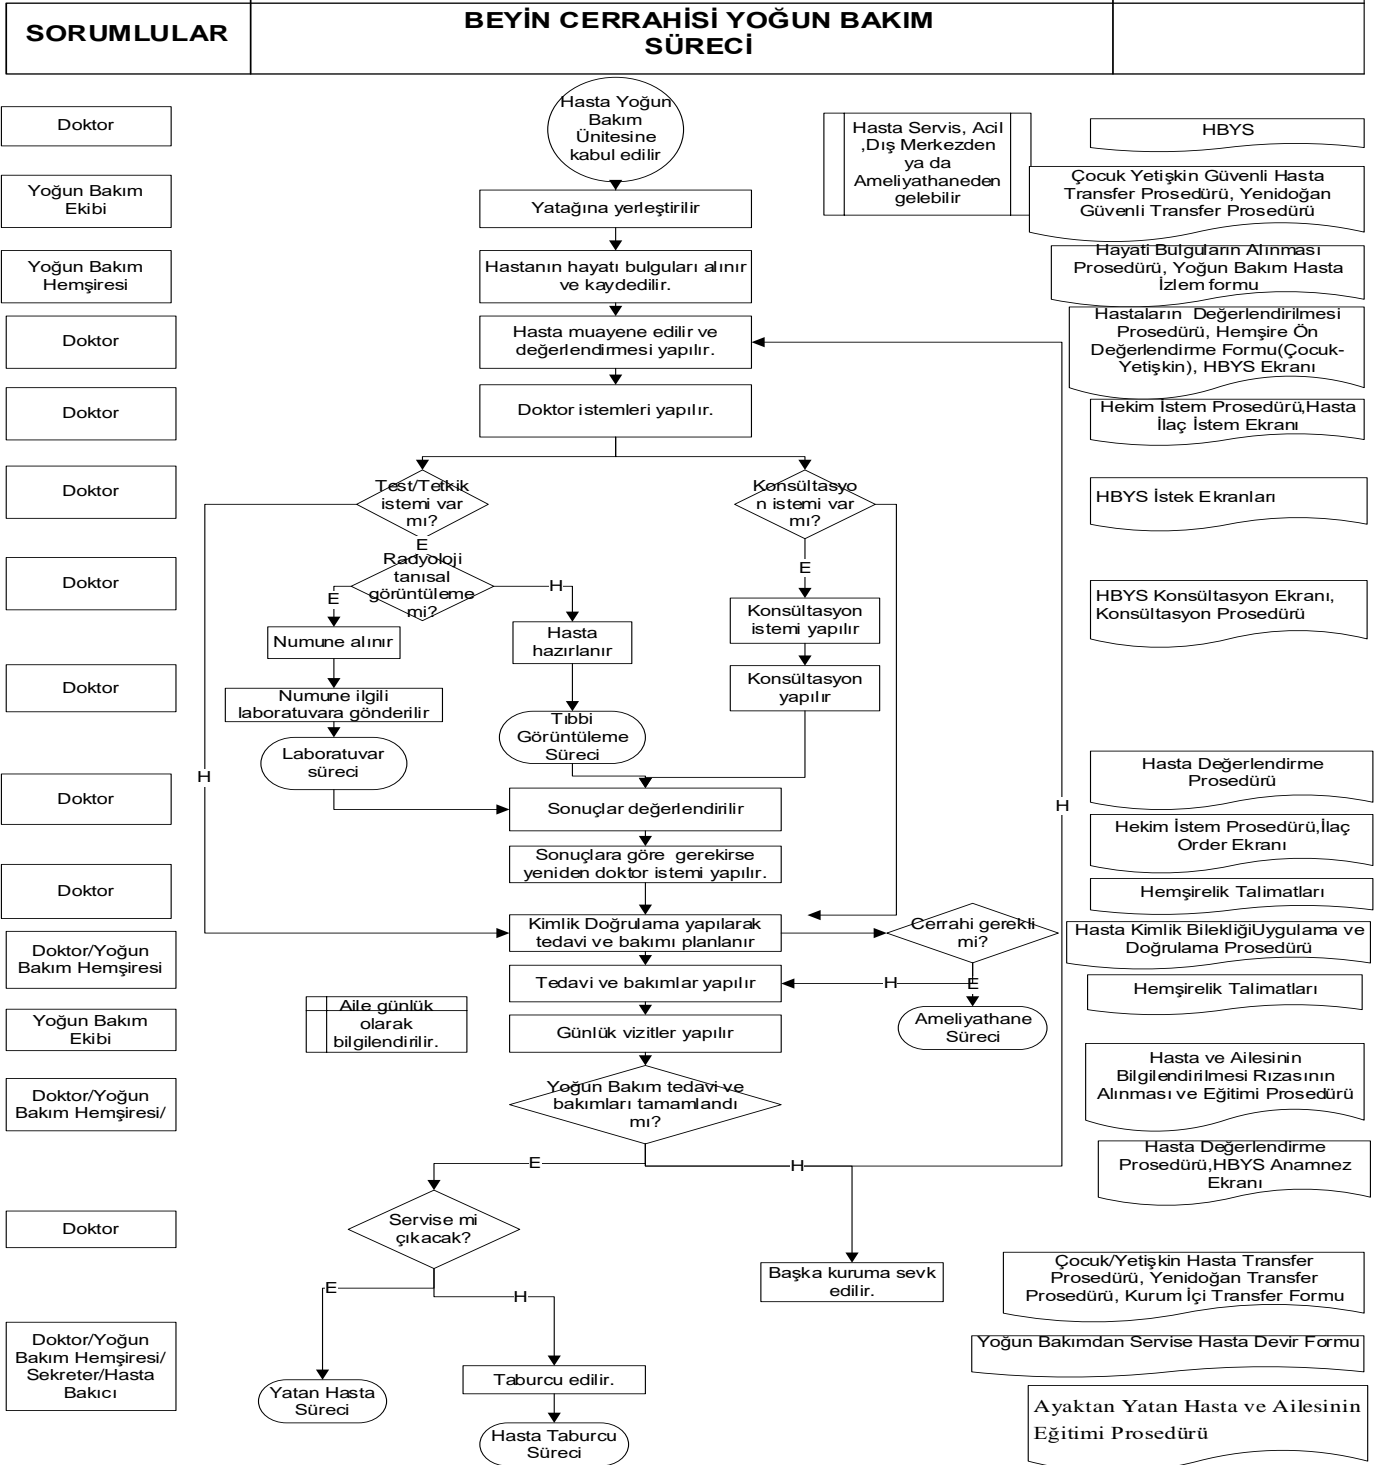 SORUMLULAR
BEYİN CERRAHİSİ YOĞUN BAKIM
SÜRECİ
Doktor
Hasta Yoğun
Bakım
Ünitesine
kabul edilir
Hasta Servis, Acil
,Dış Merkezden
ya da
Ameliyathaneden
gelebilir
HBYS
Yoğun Bakım
Ekibi
Yatağına yerleştirilir
Çocuk Yetişkin Güvenli Hasta
Transfer Prosedürü, Yenidoğan
Güvenli Transfer Prosedürü
Yoğun Bakım
Hemşiresi
Hastanın hayatı bulguları alınır
ve kaydedilir.
Hayati Bulguların Alınması
Prosedürü, Yoğun Bakım Hasta
İzlem formu
Doktor
Hasta muayene edilir ve
değerlendirmesi yapılır.
Hastaların Değerlendirilmesi
Prosedürü, Hemşire Ön
Değerlendirme Formu(Çocuk-
Yetişkin), HBYS Ekranı
Doktor
Doktor istemleri yapılır.
Hekim İstem Prosedürü,Hasta
İlaç İstem Ekranı
Doktor
Test/Tetkik
istemi var
mı?
Konsültasyo
n istemi var
mı?
HBYS İstek Ekranları
E
Doktor
Radyoloji
tanısal
görüntüleme
mi?
E
H
E
Numune alınır
Hasta
hazırlanır
Konsültasyon
istemi yapılır
HBYS Konsültasyon Ekranı,
Konsültasyon Prosedürü
Doktor
Numune ilgili
laboratuvara gönderilir
Konsültasyon
yapılır
Laboratuvar
süreci
Tıbbi
Görüntüleme
Süreci
H
Hasta Değerlendirme
Prosedürü
Doktor
Sonuçlar değerlendirilir
H
Hekim İstem Prosedürü,İlaç
Order Ekranı
Doktor
Sonuçlara göre gerekirse
yeniden doktor istemi yapılır.
Hemşirelik Talimatları
Doktor/Yoğun
Bakım Hemşiresi
Kimlik Doğrulama yapılarak
tedavi ve bakımı planlanır
Cerrahi gerekli
mi?
Hasta Kimlik BilekliğiUygulama ve
Doğrulama Prosedürü
Tedavi ve bakımlar yapılır
H
E
Hemşirelik Talimatları
Yoğun Bakım
Ekibi
Aile günlük
olarak
bilgilendirilir.
Günlük vizitler yapılır
Ameliyathane
Süreci
Doktor/Yoğun
Bakım Hemşiresi/
Yoğun Bakım tedavi ve
bakımları tamamlandı
mı?
Hasta ve Ailesinin
Bilgilendirilmesi Rızasının
Alınması ve Eğitimi Prosedürü
E
H
Hasta Değerlendirme
Prosedürü,HBYS Anamnez
Ekranı
Doktor
Servise mi
çıkacak?
Başka kuruma sevk
edilir.
Çocuk/Yetişkin Hasta Transfer
Prosedürü, Yenidoğan Transfer
Prosedürü, Kurum İçi Transfer Formu
E
H
Doktor/Yoğun
Bakım Hemşiresi/
Sekreter/Hasta
Bakıcı
Yatan Hasta
Süreci
Taburcu edilir.
Yoğun Bakımdan Servise Hasta Devir Formu
Hasta Taburcu
Süreci
Ayaktan Yatan Hasta ve Ailesinin
Eğitimi Prosedürü